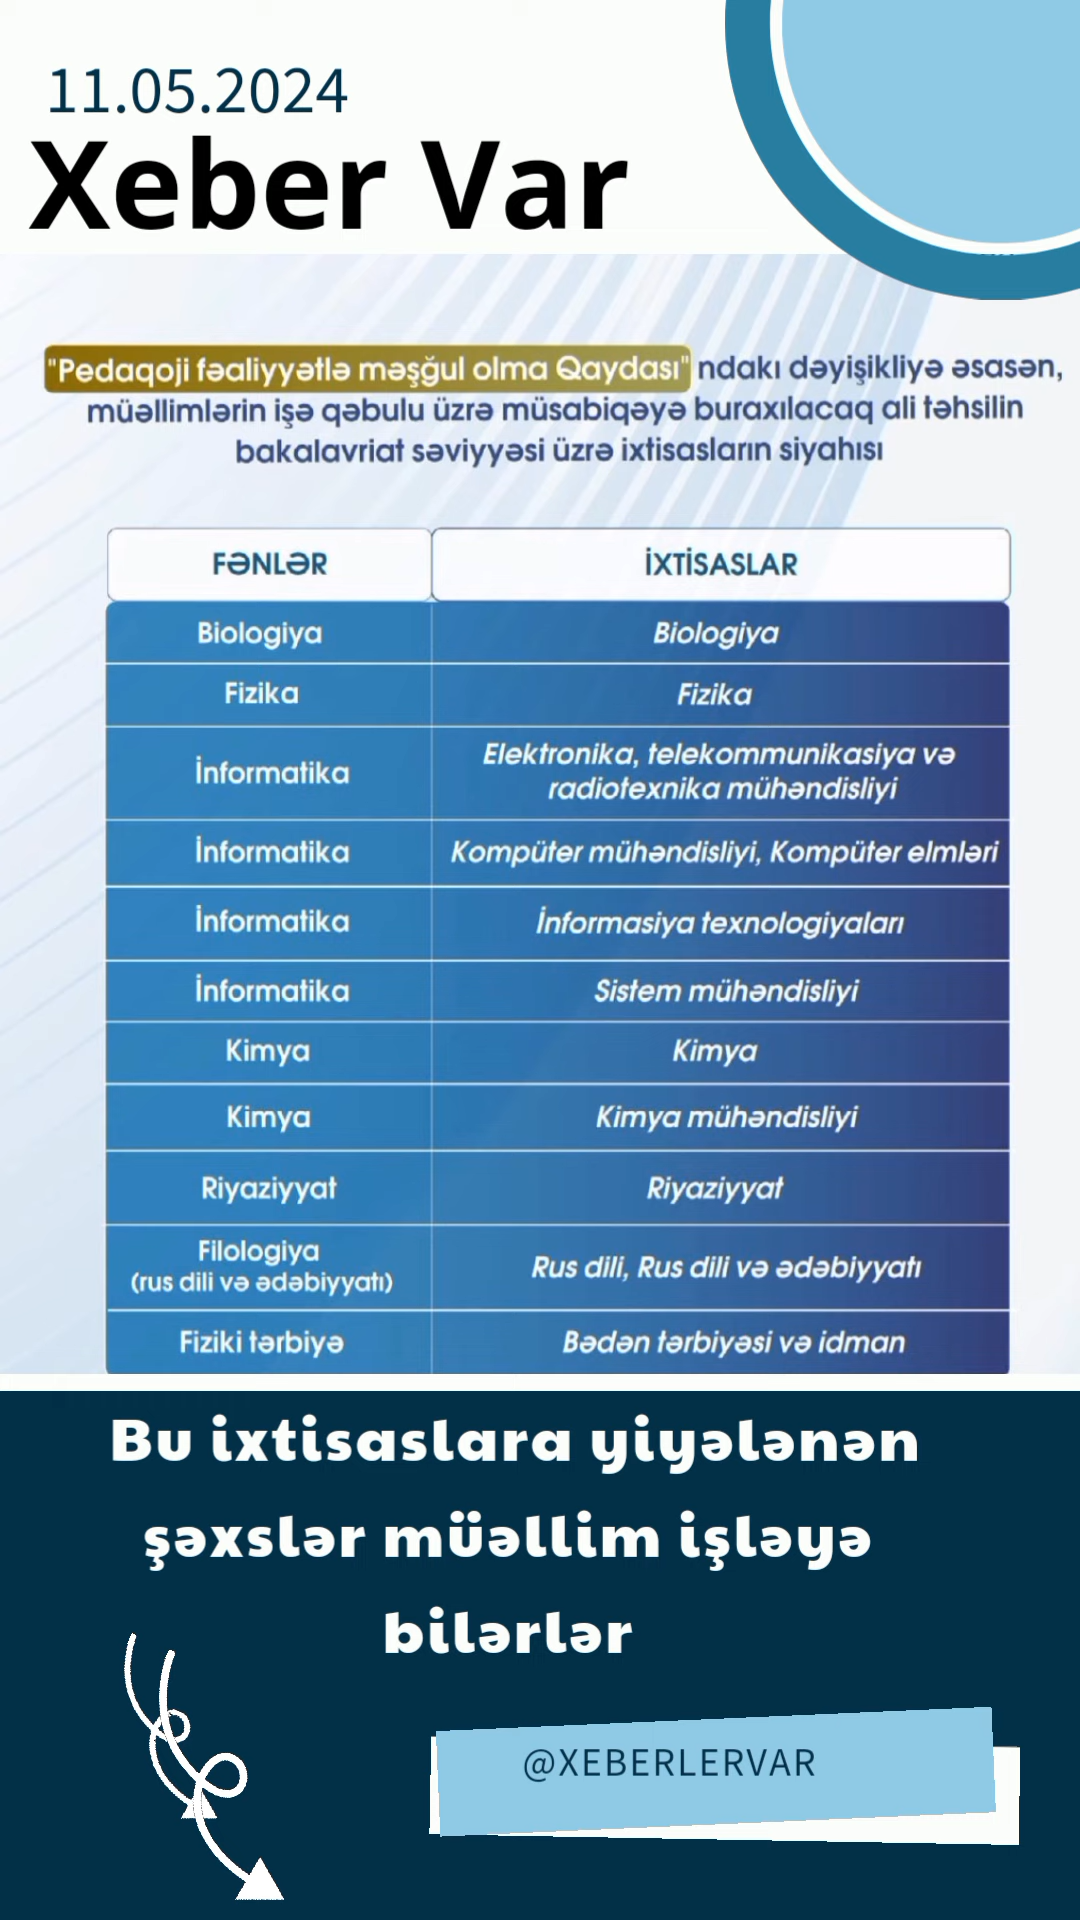 11.05.2024
Xeber Var
"Pedaqoji fəaliyyətlə məşğul olma Qaydası" ndakı dəyişikliyə əsasən,
müəllimlərin işə qəbulu üzrə müsabiqəyə buraxılacaq ali təhsilin
bakalavriat səviyyəsi üzrə ixtisasların siyahısı
FƏNLƏR İXTİSASLAR
Biologiya Biologiya
Fizika Fizika
İnformatika Elektronika, telekommunikasiya və
radiotexnika mühəndisliyi
İnformatika Kompüter mühəndisliyi, Kompüter elmləri
İnformatika İnformasiya texnologiyaları
İnformatika Sistem mühəndisliyi
Kimya Kimya
Kimya Kimya mühəndisliyi
Riyaziyyat Riyaziyyat
Filologiya
(rus dili və ədəbiyyatı) Rus dili, Rus dili və ədəbiyyatı
Fiziki tərbiyə Bədən tərbiyəsi və idman
Bu ixtisaslara yiyələnən
şəxslər müəllim işləyə
bilərlər
@XEBERLERVAR